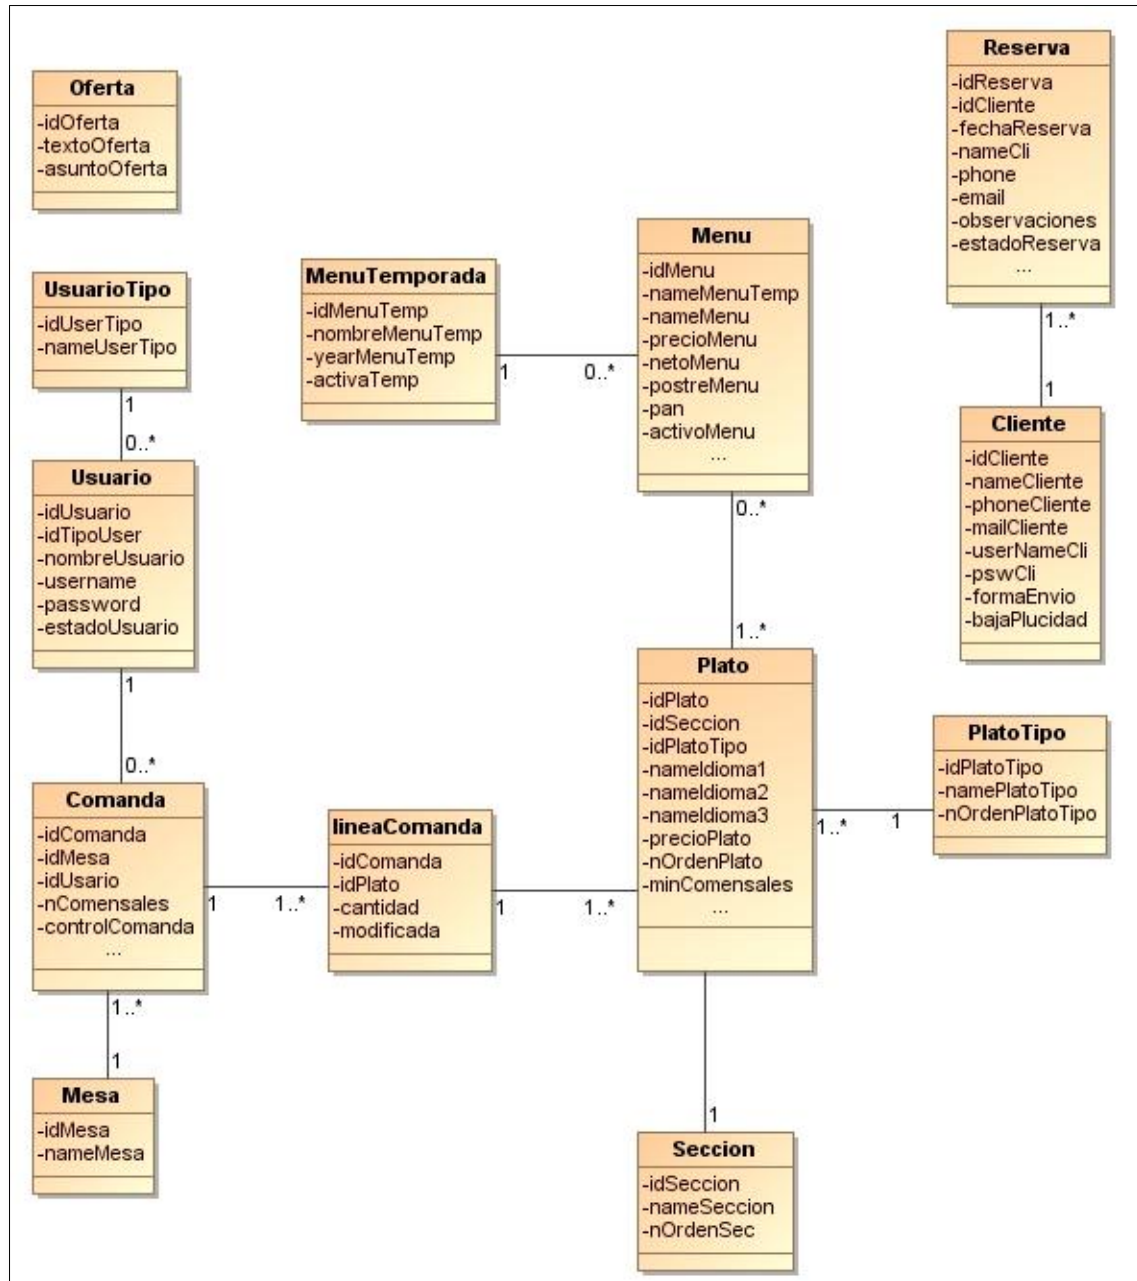 Oferta
-idOferta
-textoOferta
-asuntoOferta
Reserva
-idReserva
-idCliente
-fechaReserva
-nameCli
-phone
-email
-observaciones
-estadoReserva
...
1..*
1
Cliente
-idCliente
-nameCliente
-phoneCliente
-mailCliente
-userNameCli
-pswCli
-formaEnvio
-bajaPlucidad
UsuarioTipo
-idUserTipo
-nameUserTipo
1
0..*
MenuTemporada
-idMenuTemp
-nombreMenuTemp
-yearMenuTemp
-activaTemp
1
0..*
Menu
-idMenu
-nameMenuTemp
-nameMenu
-precioMenu
-netoMenu
-postreMenu
-pan
-activoMenu
...
0..*
1..*
Usuario
-idUsuario
-idTipoUser
-nombreUsuario
-username
-password
-estadoUsuario
1
0..*
Plato
-idPlato
-idSeccion
-idPlatoTipo
-nameIdioma1
-nameIdioma2
-nameIdioma3
-precioPlato
-nOrdenPlato
-minComensales
...
1..*
1
PlatoTipo
-idPlatoTipo
-namePlatoTipo
-nOrdenPlatoTipo
Comanda
-idComanda
-idMesa
-idUsario
-nComensales
-controlComanda
...
1
1..*
lineaComanda
-idComanda
-idPlato
-cantidad
-modificada
1
1..*
1..*
1
Mesa
-idMesa
-nameMesa
1
Seccion
-idSeccion
-nameSeccion
-nOrdenSec